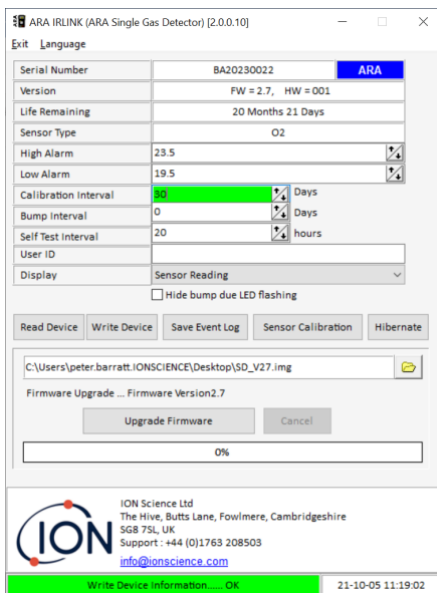 ARA IRLINK (ARA Single Gas Detector) [2.0.0.10]
Exit Language
Serial Number BA20230022 ARA
Version FW = 2.7, HW = 001
Life Remaining 20 Months 21 Days
Sensor Type O2
High Alarm 23.5
Low Alarm 19.5
Calibration Interval 30 Days
Bump Interval 0 Days
Self Test Interval 20 hours
User ID
Display Sensor Reading
Hide bump due LED flashing
Read Device Write Device Save Event Log Sensor Calibration Hibernate
C:\Users\peter.barratt.IONSCIENCE\Desktop\SD_V27.img
Firmware Upgrade ... Firmware Version2.7
Upgrade Firmware Cancel
0%
ION
ION Science Ltd
The Hive, Butts Lane, Fowlmere, Cambridgeshire
SG8 7SL, UK
Support : +44 (0)1763 208503
info@ionscience.com
Write Device Information...... OK 21-10-05 11:19:02